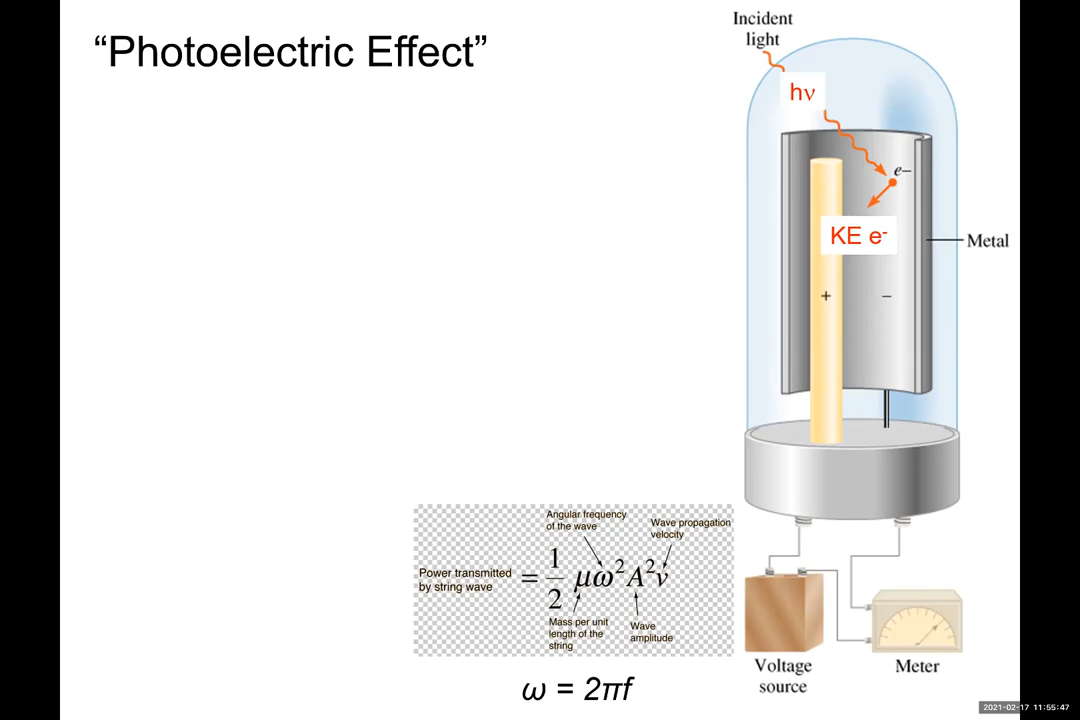 “Photoelectric Effect”
Incident
light
hν
e–
KE e-
Metal
+
–
Angular frequency
of the wave
Wave propagation
velocity
Power transmitted
by string wave
= 1/2 μω²A²v
Mass per unit
length of the
string
Wave
amplitude
ω = 2πf
Voltage
source
Meter
2021-02-17 11:55:47